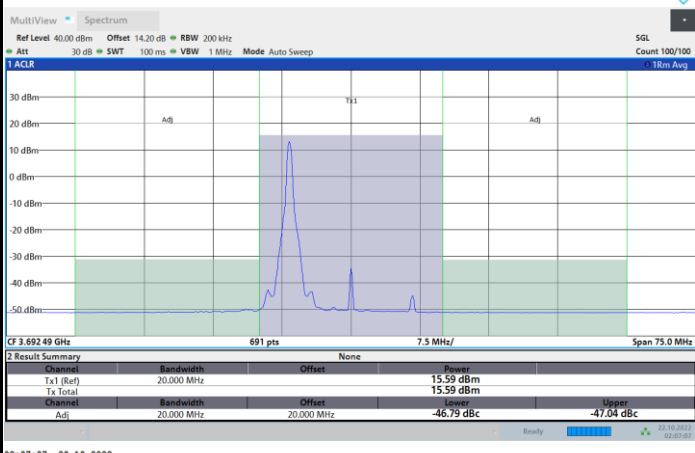 MultiView Spectrum
Ref Level 40.00 dBm Offset 14.20 dB RBW 200 kHz SGL
Att 30 dB SWT 100 ms VBW 1 MHz Mode Auto Sweep Count 100/100
1 ACLR 1Rm Avg
30 dBm
Tx1
Adj Adj
20 dBm
10 dBm
0 dBm
-10 dBm
-20 dBm
-30 dBm
-40 dBm
-50 dBm
CF 3.692 49 GHz 691 pts 7.5 MHz/ Span 75.0 MHz
2 Result Summary None
Channel Bandwidth Offset Power
Tx1 (Ref) 20.000 MHz 15.59 dBm
Tx Total 15.59 dBm
Channel Bandwidth Offset Lower Upper
Adj 20.000 MHz 20.000 MHz -46.79 dBc -47.04 dBc
Ready 22.10.2022
02:07:07